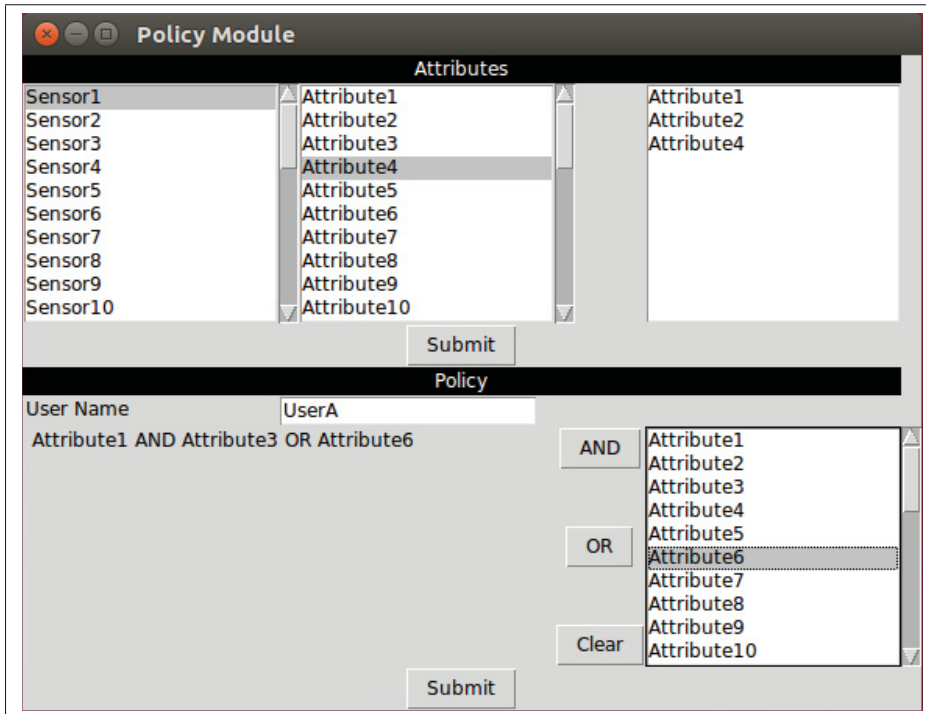 Policy Module
Attributes
Sensor1
Sensor2
Sensor3
Sensor4
Sensor5
Sensor6
Sensor7
Sensor8
Sensor9
Sensor10
Attribute1
Attribute2
Attribute3
Attribute4
Attribute5
Attribute6
Attribute7
Attribute8
Attribute9
Attribute10
Attribute1
Attribute2
Attribute4
Submit
Policy
User Name
UserA
Attribute1 AND Attribute3 OR Attribute6
AND
OR
Clear
Attribute1
Attribute2
Attribute3
Attribute4
Attribute5
Attribute6
Attribute7
Attribute8
Attribute9
Attribute10
Submit